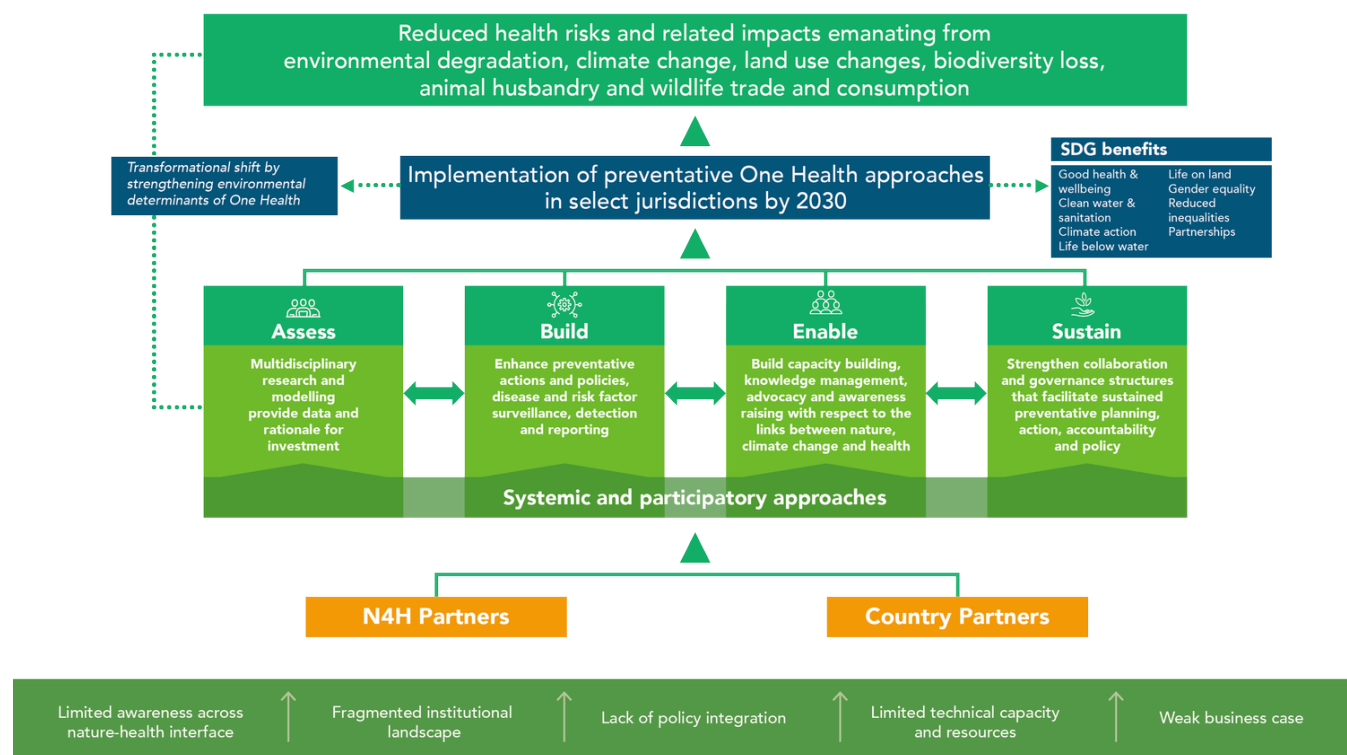 Reduced health risks and related impacts emanating from
environmental degradation, climate change, land use changes, biodiversity loss,
animal husbandry and wildlife trade and consumption
Transformational shift by
strengthening environmental
determinants of One Health
Implementation of preventative One Health approaches
in select jurisdictions by 2030
SDG benefits
Good health &
wellbeing
Clean water &
sanitation
Climate action
Life below water
Life on land
Gender equality
Reduced
inequalities
Partnerships
Assess
Multidisciplinary
research and
modelling
provide data and
rationale for
investment
Build
Enhance preventative
actions and policies,
disease and risk factor
surveillance, detection
and reporting
Enable
Build capacity building,
knowledge management,
advocacy and awareness
raising with respect to the
links between nature,
climate change and health
Sustain
Strengthen collaboration
and governance structures
that facilitate sustained
preventative planning,
action, accountability
and policy
Systemic and participatory approaches
N4H Partners
Country Partners
Limited awareness across
nature-health interface
Fragmented institutional
landscape
Lack of policy integration
Limited technical capacity
and resources
Weak business case